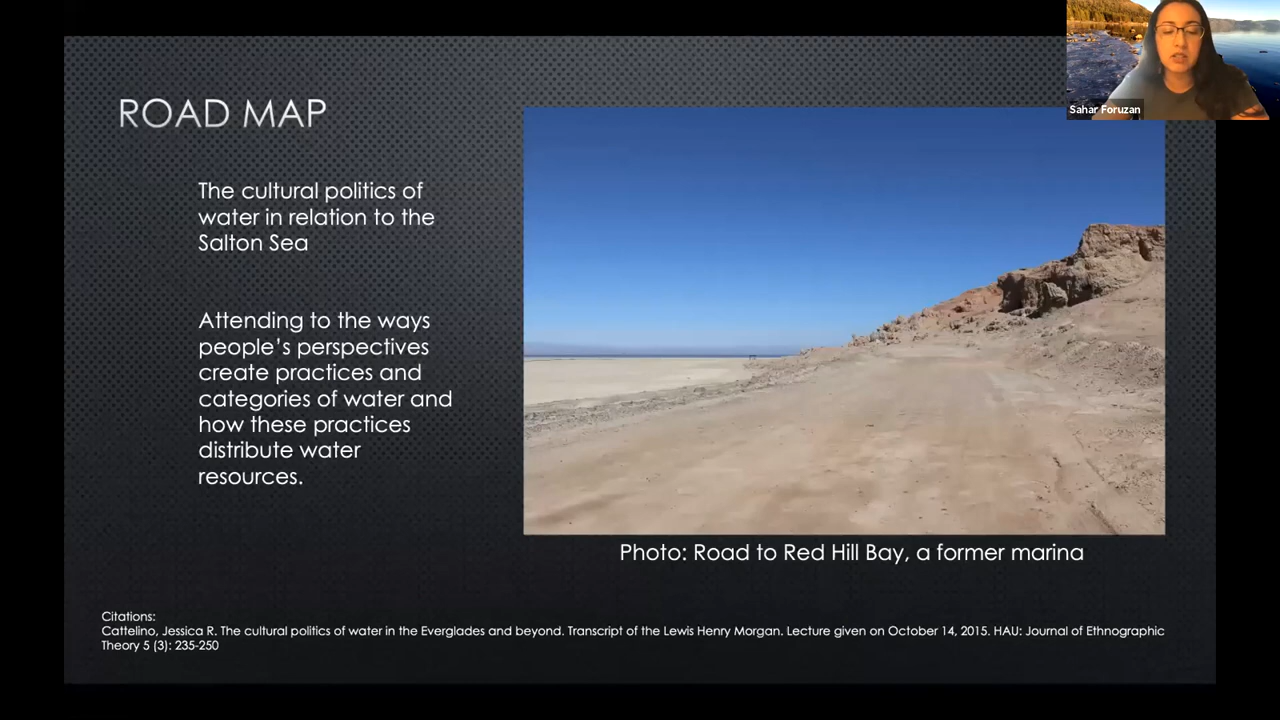 Sahar Foruzan
ROAD MAP
The cultural politics of
water in relation to the
Salton Sea
Attending to the ways
people's perspectives
create practices and
categories of water and
how these practices
distribute water
resources.
Photo: Road to Red Hill Bay, a former marina
Citations:
Cattelino, Jessica R. The cultural politics of water in the Everglades and beyond. Transcript of the Lewis Henry Morgan. Lecture given on October 14, 2015. HAU: Journal of Ethnographic
Theory 5 (3): 235-250